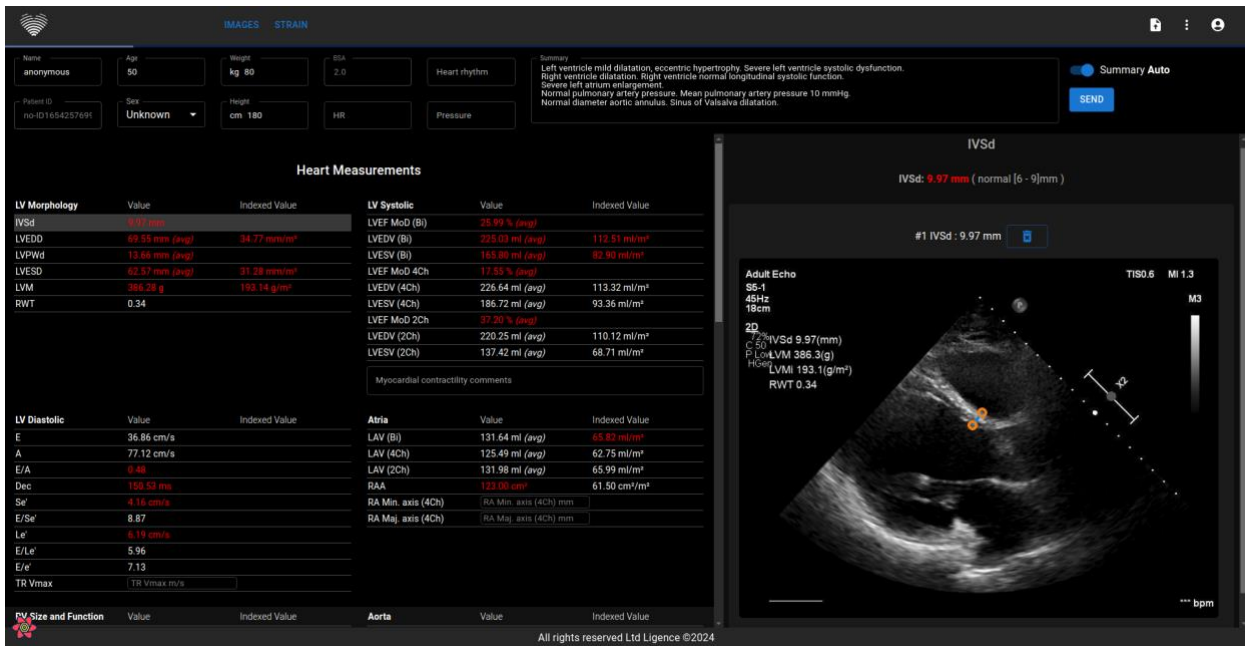 IMAGES STRAIN
Name
anonymous
Age
50
Weight
kg 80
BSA
2.0
Heart rhythm
Patient ID
no-ID1654257695
Sex
Unknown
Height
cm 180
HR
Pressure
Summary
Left ventricle mild dilatation, eccentric hypertrophy. Severe left ventricle systolic dysfunction.
Right ventricle dilatation. Right ventricle normal longitudinal systolic function.
Severe left atrium enlargement.
Normal pulmonary artery pressure. Mean pulmonary artery pressure 10 mmHg.
Normal diameter aortic annulus. Sinus of Valsalva dilatation.
Summary Auto
SEND
Heart Measurements
LV Morphology Value Indexed Value
IVSd 9.97 mm
LVEDD 69.55 mm (avg) 34.77 mm/m²
LVPWd 13.66 mm (avg)
LVESD 62.57 mm (avg) 31.28 mm/m²
LVM 386.28 g 193.14 g/m²
RWT 0.34
LV Systolic Value Indexed Value
LVEF MoD (Bi) 25.99 % (avg)
LVEDV (Bi) 225.03 ml (avg) 112.51 ml/m²
LVESV (Bi) 165.80 ml (avg) 82.90 ml/m²
LVEF MoD 4Ch 17.55 % (avg)
LVEDV (4Ch) 226.64 ml (avg) 113.32 ml/m²
LVESV (4Ch) 186.72 ml (avg) 93.36 ml/m²
LVEF MoD 2Ch 37.20 % (avg)
LVEDV (2Ch) 220.25 ml (avg) 110.12 ml/m²
LVESV (2Ch) 137.42 ml (avg) 68.71 ml/m²
Myocardial contractility comments
LV Diastolic Value Indexed Value
E 36.86 cm/s
A 77.12 cm/s
E/A 0.48
Dec 150.53 ms
Se' 4.16 cm/s
E/Se' 8.87
Le' 6.19 cm/s
E/Le' 5.96
E/e' 7.13
TR Vmax TR Vmax m/s
Atria Value Indexed Value
LAV (Bi) 131.64 ml (avg) 65.82 ml/m²
LAV (4Ch) 125.49 ml (avg) 62.75 ml/m²
LAV (2Ch) 131.98 ml (avg) 65.99 ml/m²
RAA 123.00 cm² 61.50 cm²/m²
RA Min. axis (4Ch) RA Min. axis (4Ch) mm
RA Maj. axis (4Ch) RA Maj. axis (4Ch) mm
RV Size and Function Value Indexed Value
Aorta Value Indexed Value
IVSd
IVSd: 9.97 mm ( normal [6 - 9]mm )
#1 IVSd : 9.97 mm
Adult Echo
S5-1
45Hz
18cm
TIS0.6 MI 1.3
M3
2D
72%
C 50
P Low
HGen
IVSd 9.97(mm)
LVM 386.3(g)
LVMi 193.1(g/m²)
RWT 0.34
X2
*** bpm
All rights reserved Ltd Ligence ©2024